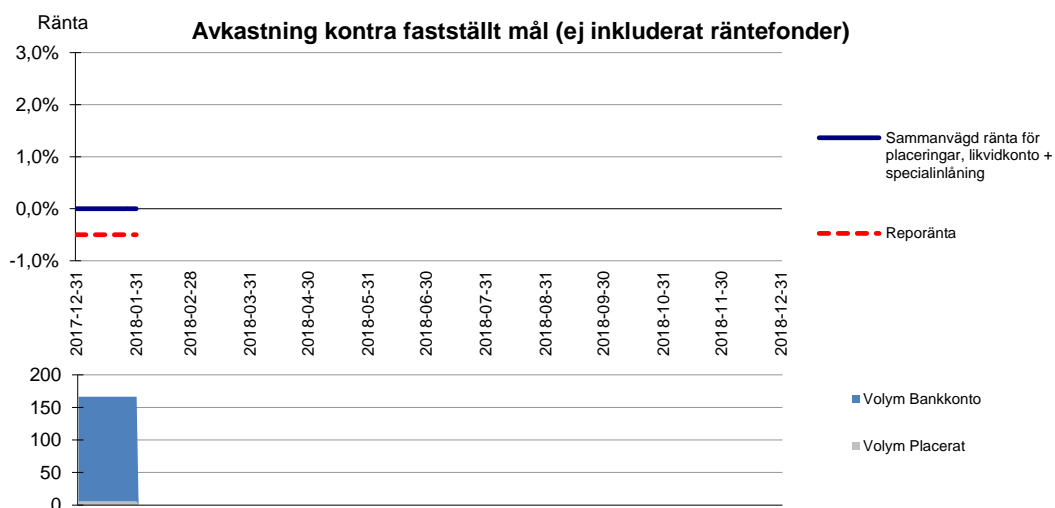 Ränta
Avkastning kontra fastställt mål (ej inkluderat räntefonder)
3,0%
2,0%
1,0%
0,0%
-1,0%
Sammanvägd ränta för
placeringar, likvidkonto +
specialinlåning
Reporänta
2017-12-31
2018-01-31
2018-02-28
2018-03-31
2018-04-30
2018-05-31
2018-06-30
2018-07-31
2018-08-31
2018-09-30
2018-10-31
2018-11-30
2018-12-31
200
150
100
50
0
Volym Bankkonto
Volym Placerat